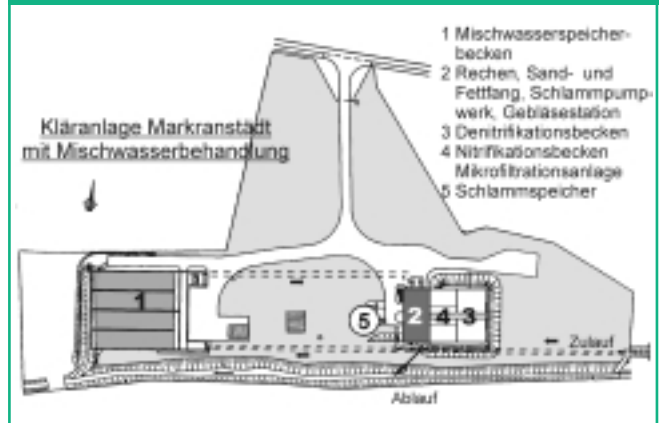 1 Mischwasserspeicher-
becken
2 Rechen, Sand- und
Fettfang, Schlammpump-
werk, Gebläsestation
3 Denitrifikationsbecken
4 Nitrifikationsbecken
Mikrofiltrationsanlage
5 Schlammspeicher
Kläranlage Markranstädt
mit Mischwasserbehandlung
1
5
2
4
3
Zulauf
Ablauf